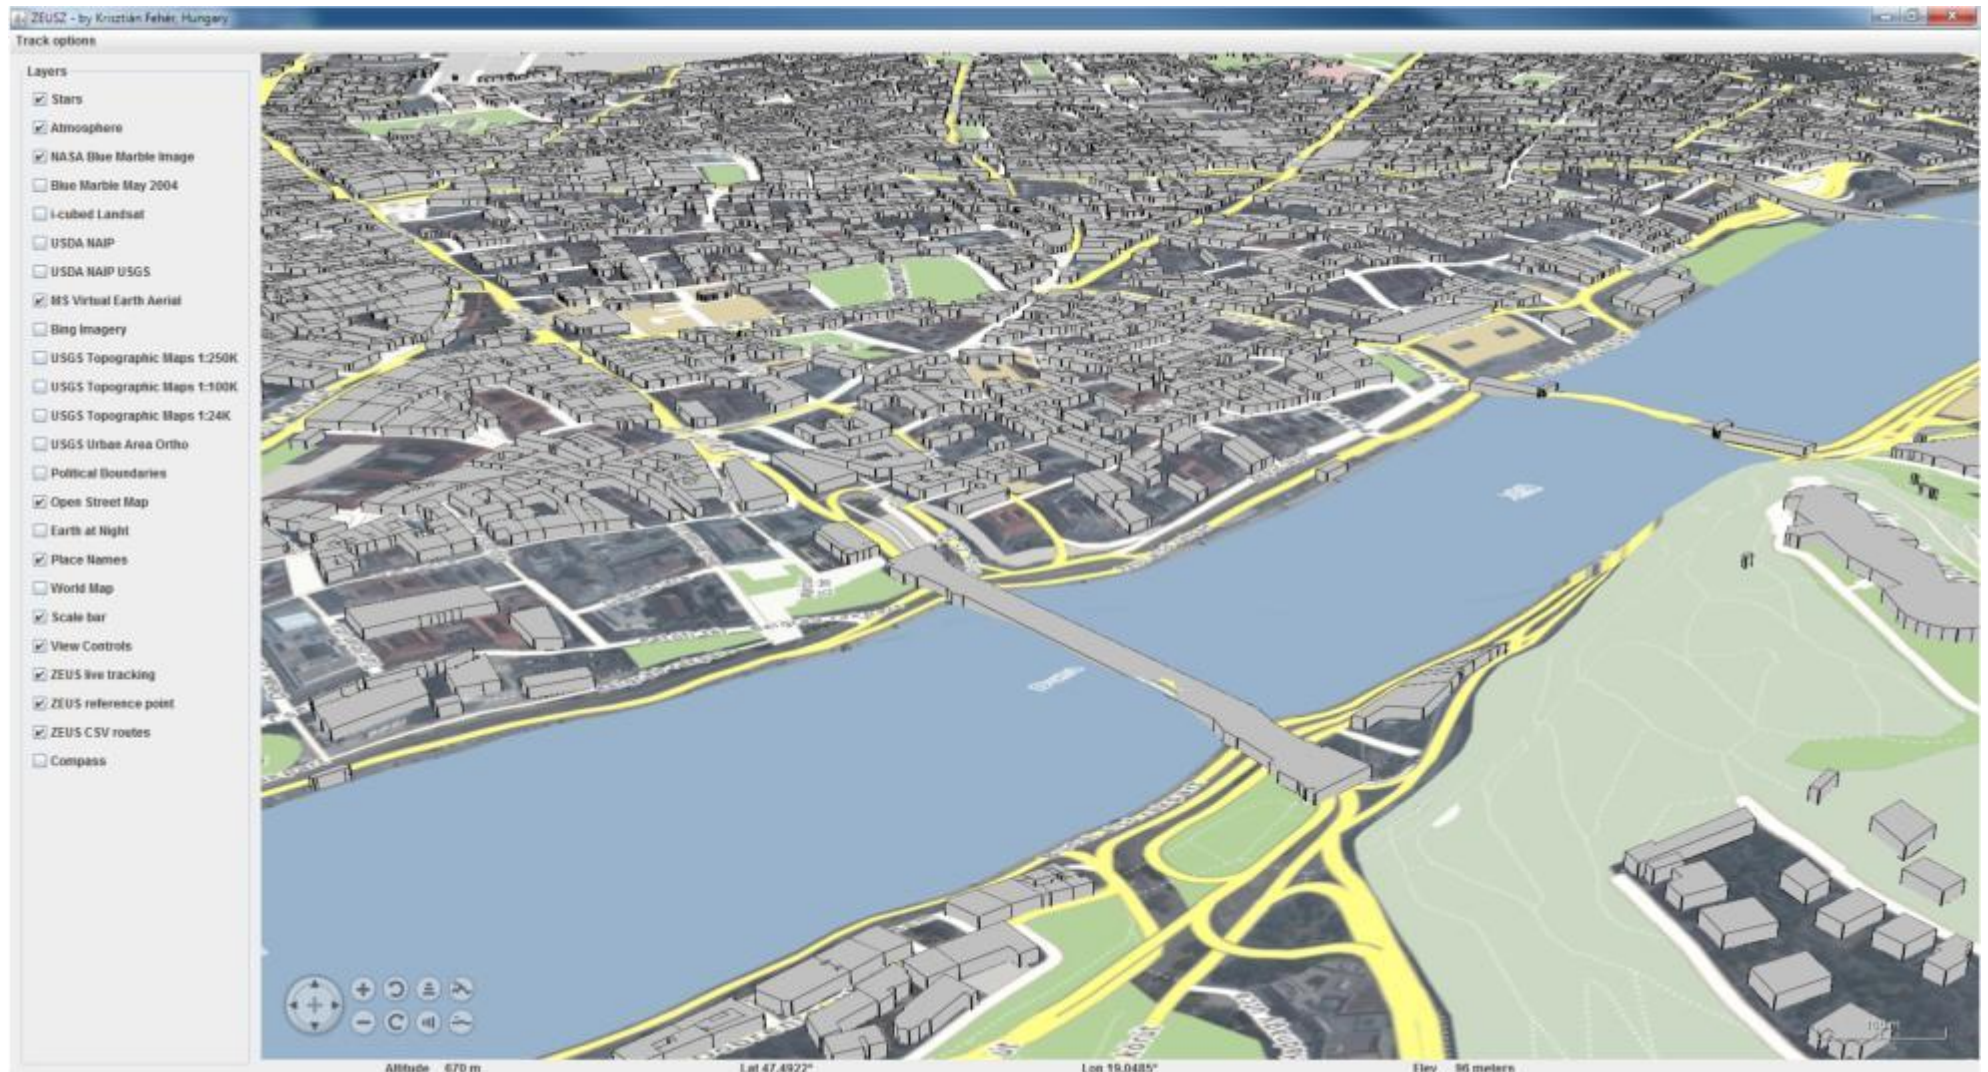 ZEUSZ - by Krisztián Fehér, Hungary
Track options
Layers
Stars
Atmosphere
NASA Blue Marble Image
Blue Marble May 2004
i-cubed Landsat
USDA NAIP
USDA NAIP USGS
MS Virtual Earth Aerial
Bing Imagery
USGS Topographic Maps 1:250K
USGS Topographic Maps 1:100K
USGS Topographic Maps 1:24K
USGS Urban Area Ortho
Political Boundaries
Open Street Map
Earth at Night
Place Names
World Map
Scale bar
View Controls
ZEUS live tracking
ZEUS reference point
ZEUS CSV routes
Compass
Altitude 670 m Lat 47.4922° Lon 19.0485° Elev 96 meters